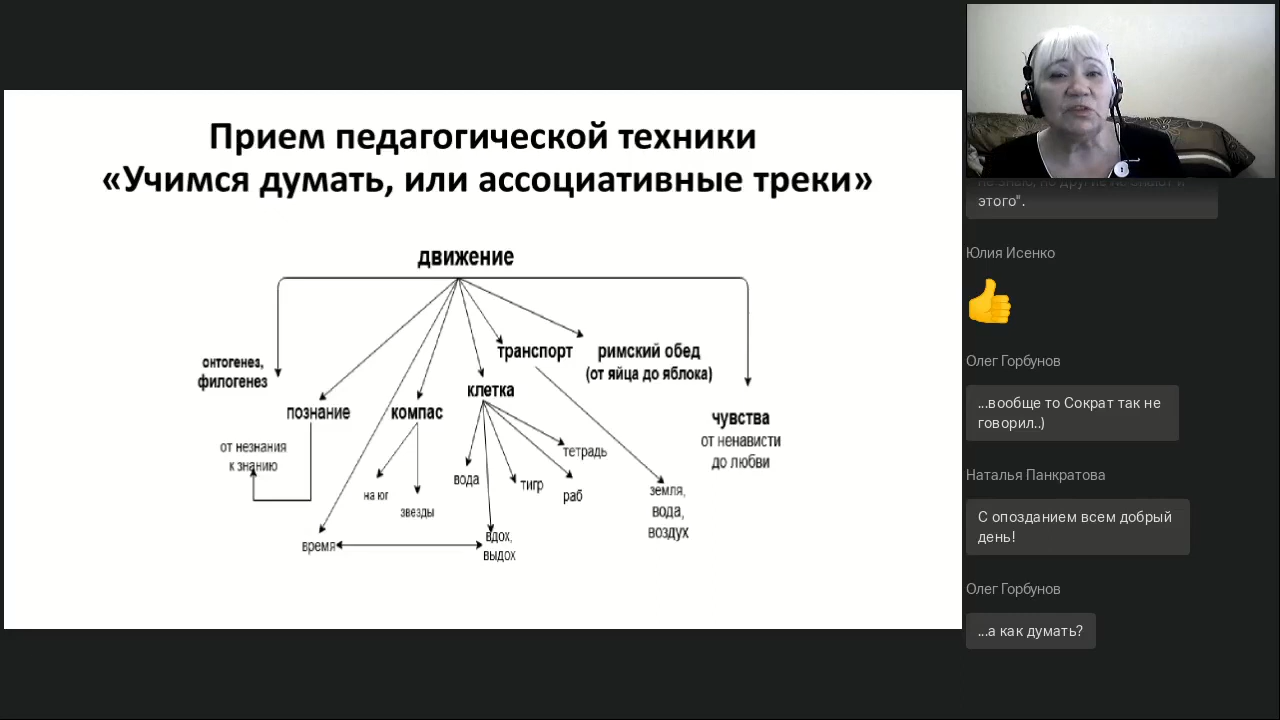 Прием педагогической техники
«Учимся думать, или ассоциативные треки»
движение
онтогенез,
филогенез
познание
от незнания
к знанию
время
компас
на юг
звезды
клетка
вода
вдох,
выдох
тигр
раб
тетрадь
транспорт
земля,
вода,
воздух
римский обед
(от яйца до яблока)
чувства
от ненависти
до любви
этого".
Юлия Исенко
👍
Олег Горбунов
...вообще то Сократ так не
говорил..)
Наталья Панкратова
С опозданием всем добрый
день!
Олег Горбунов
...а как думать?